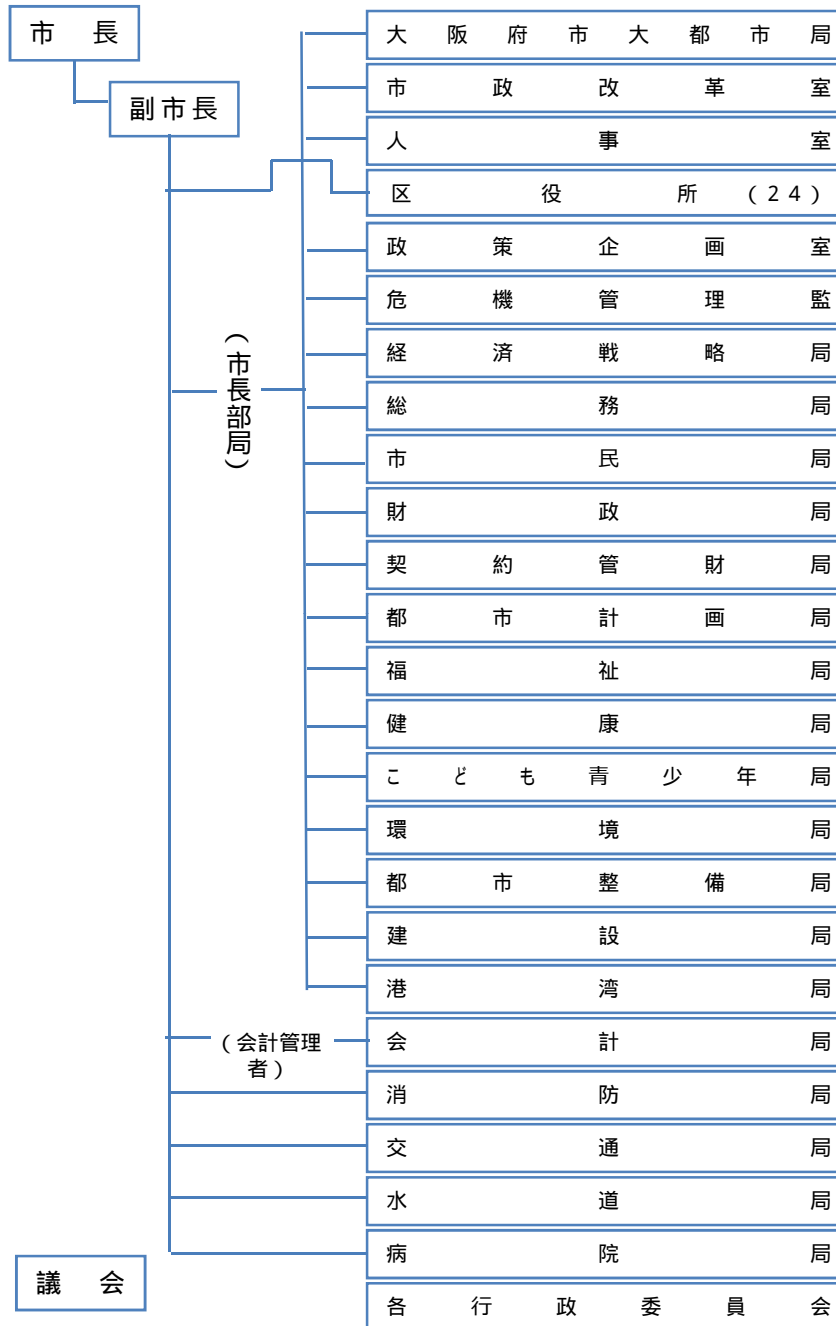 市長
副市長
大阪府市大都市局
市政改革室
人事室
区役所(24)
政策企画室
危機管理監
経済戦略局
(市長部局)
総務局
市民局
財政局
契約管財局
都市計画局
福祉局
健康局
こども青少年局
環境局
都市整備局
建設局
港湾局
(会計管理
者)
会計局
消防局
交通局
水道局
病院局
議会
各行政委員会